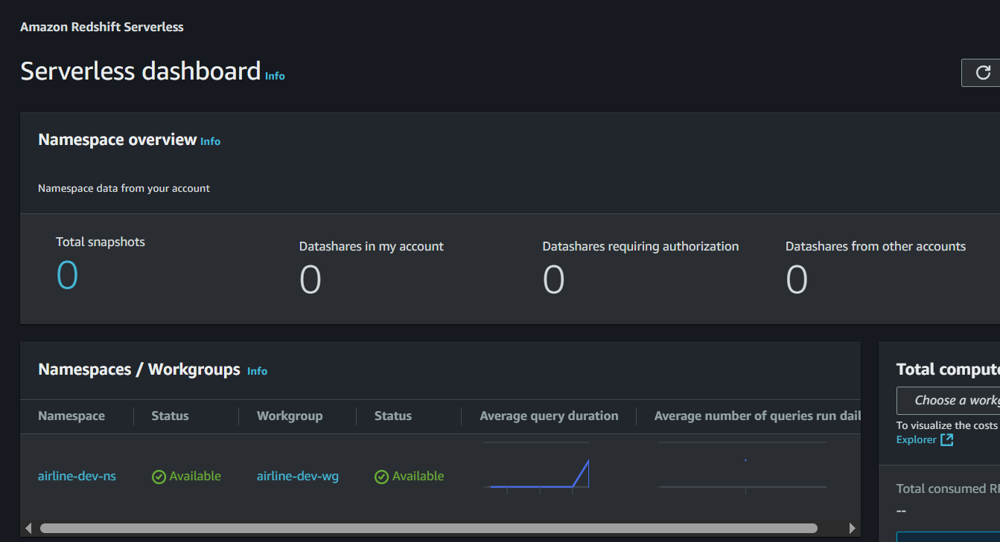 Amazon Redshift Serverless
Serverless dashboard Info
Namespace overview Info
Namespace data from your account
Total snapshots
0
Datashares in my account
0
Datashares requiring authorization
0
Datashares from other accounts
0
Namespaces / Workgroups Info
Namespace Status Workgroup Status Average query duration Average number of queries run dail
airline-dev-ns Available airline-dev-wg Available
Total compute
Choose a workg
To visualize the costs
Explorer
Total consumed R
--